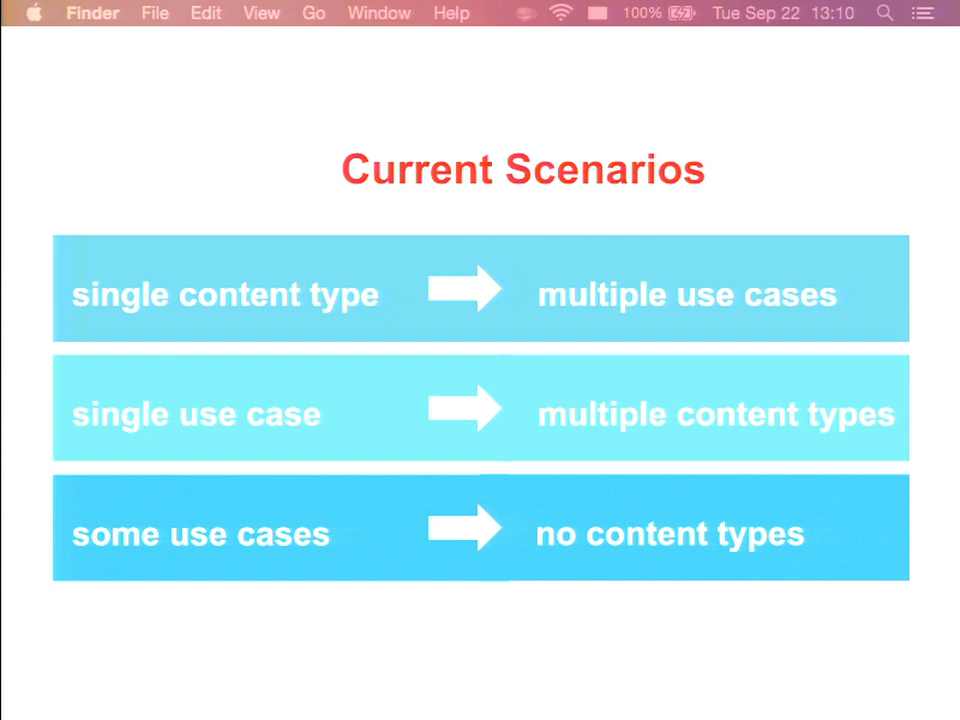 Finder File Edit View Go Window Help 100% Tue Sep 22 13:10
Current Scenarios
single content type multiple use cases
single use case multiple content types
some use cases no content types